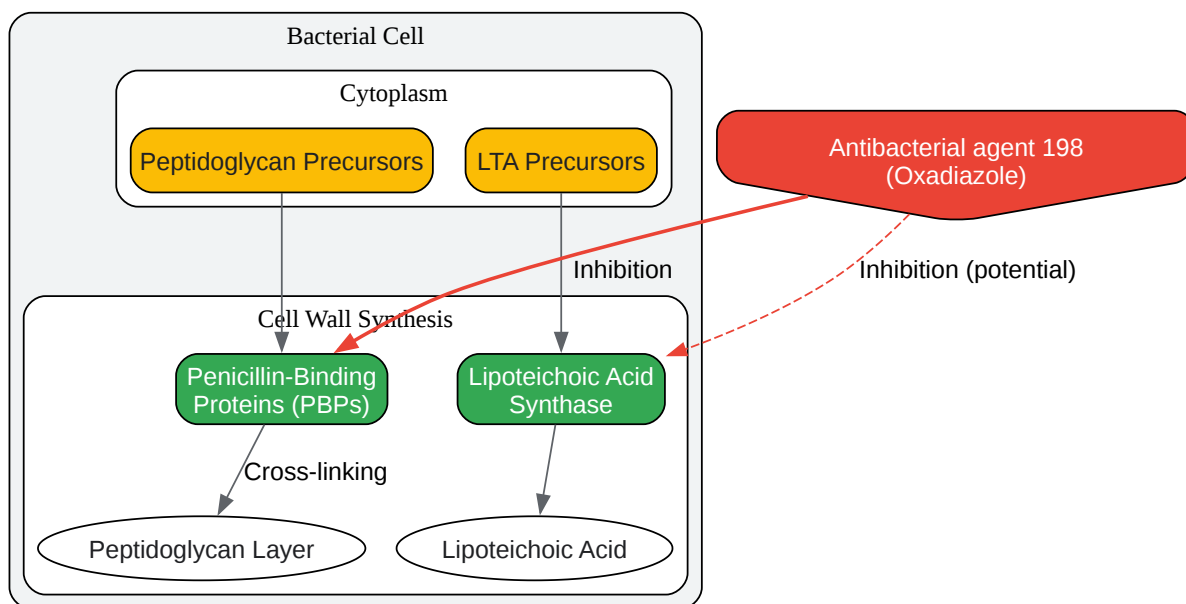 Bacterial Cell
Cytoplasm
Peptidoglycan Precursors
LTA Precursors
Antibacterial agent 198
(Oxadiazole)
Inhibition
Inhibition (potential)
Cell Wall Synthesis
Penicillin-Binding
Proteins (PBPs)
Lipoteichoic Acid
Synthase
Cross-linking
Peptidoglycan Layer
Lipoteichoic Acid